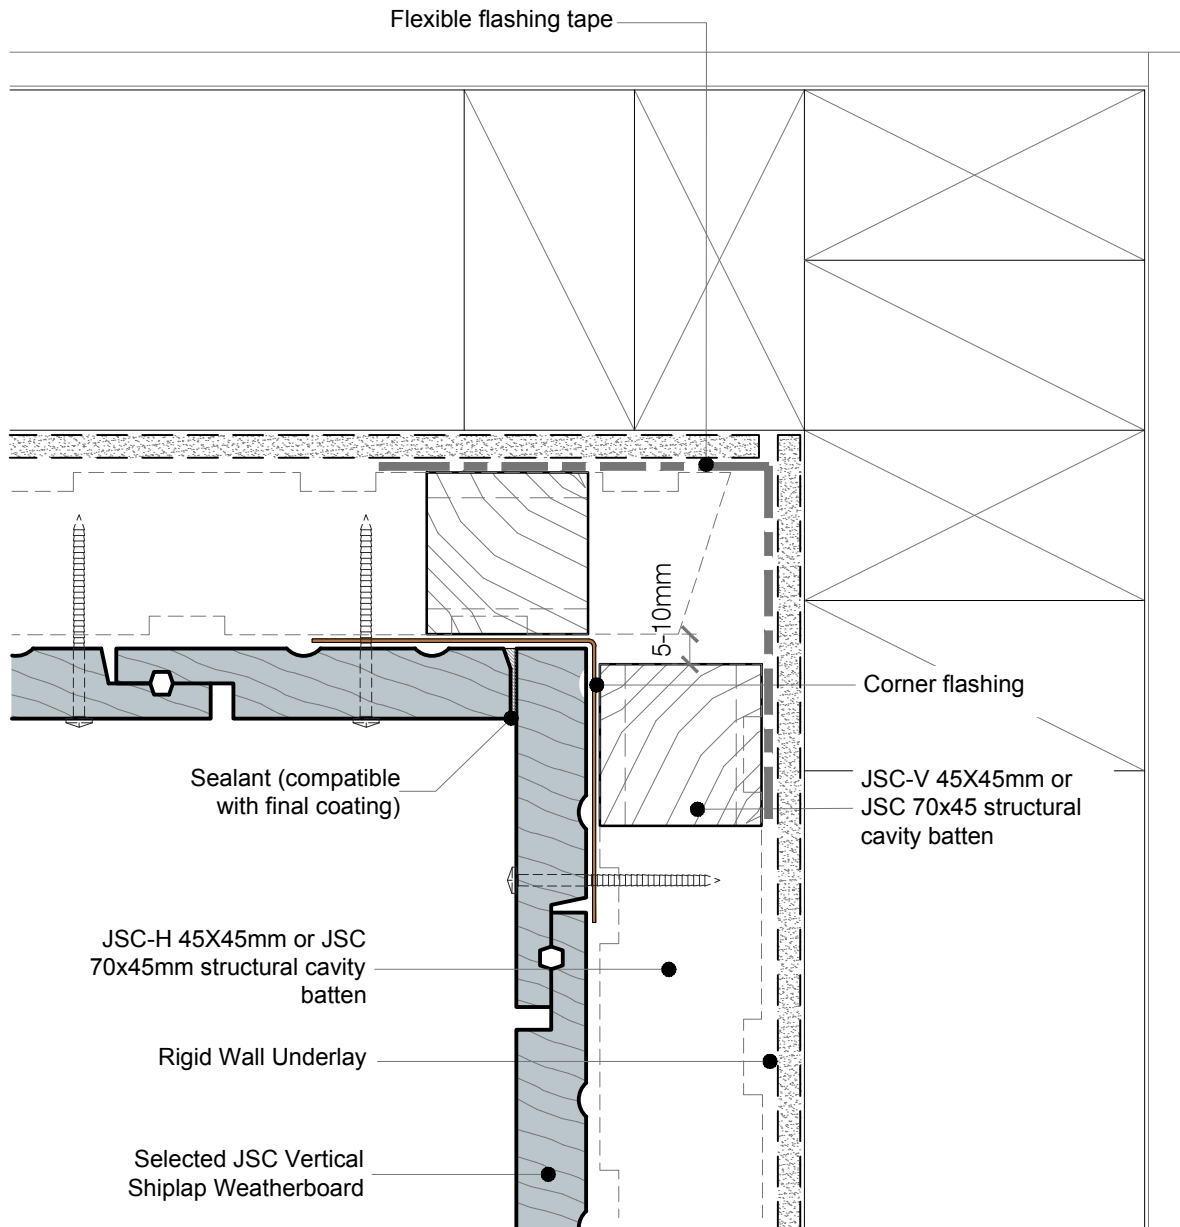 Flexible flashing tape
5-10mm
Corner flashing
Sealant (compatible
with final coating)
JSC-V 45X45mm or
JSC 70x45 structural
cavity batten
JSC-H 45X45mm or JSC
70x45mm structural cavity
batten
Rigid Wall Underlay
Selected JSC Vertical
Shiplap Weatherboard